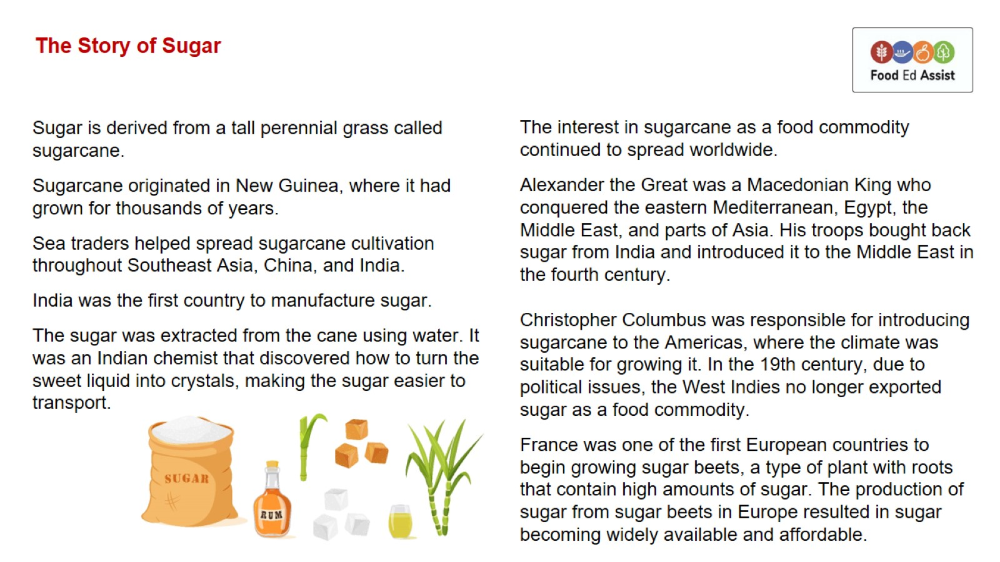 The Story of Sugar
Food Ed Assist
Sugar is derived from a tall perennial grass called
sugarcane.
Sugarcane originated in New Guinea, where it had
grown for thousands of years.
Sea traders helped spread sugarcane cultivation
throughout Southeast Asia, China, and India.
India was the first country to manufacture sugar.
The sugar was extracted from the cane using water. It
was an Indian chemist that discovered how to turn the
sweet liquid into crystals, making the sugar easier to
transport.
SUGAR
RUM
The interest in sugarcane as a food commodity
continued to spread worldwide.
Alexander the Great was a Macedonian King who
conquered the eastern Mediterranean, Egypt, the
Middle East, and parts of Asia. His troops bought back
sugar from India and introduced it to the Middle East in
the fourth century.
Christopher Columbus was responsible for introducing
sugarcane to the Americas, where the climate was
suitable for growing it. In the 19th century, due to
political issues, the West Indies no longer exported
sugar as a food commodity.
France was one of the first European countries to
begin growing sugar beets, a type of plant with roots
that contain high amounts of sugar. The production of
sugar from sugar beets in Europe resulted in sugar
becoming widely available and affordable.